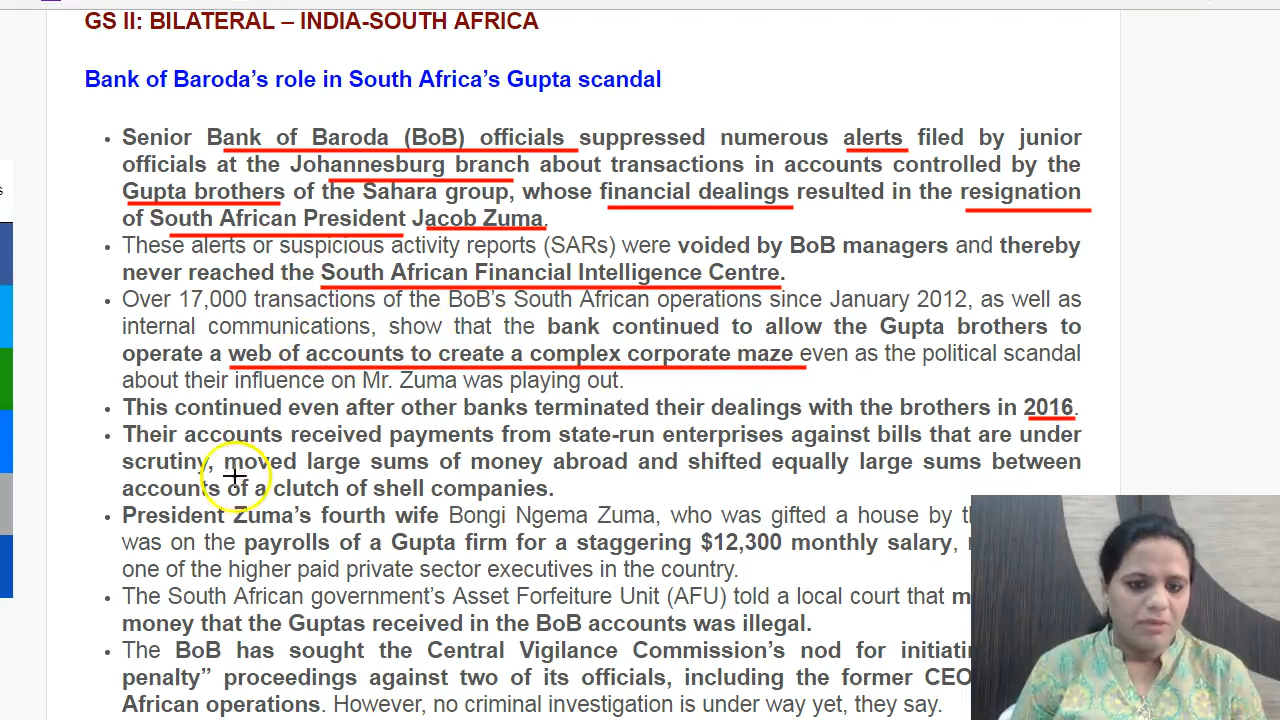 GS II: BILATERAL – INDIA-SOUTH AFRICA
Bank of Baroda's role in South Africa's Gupta scandal
• Senior Bank of Baroda (BoB) officials suppressed numerous alerts filed by junior
officials at the Johannesburg branch about transactions in accounts controlled by the
Gupta brothers of the Sahara group, whose financial dealings resulted in the resignation
of South African President Jacob Zuma.
• These alerts or suspicious activity reports (SARs) were voided by BoB managers and thereby
never reached the South African Financial Intelligence Centre.
• Over 17,000 transactions of the BoB's South African operations since January 2012, as well as
internal communications, show that the bank continued to allow the Gupta brothers to
operate a web of accounts to create a complex corporate maze even as the political scandal
about their influence on Mr. Zuma was playing out.
• This continued even after other banks terminated their dealings with the brothers in 2016.
• Their accounts received payments from state-run enterprises against bills that are under
scrutiny, moved large sums of money abroad and shifted equally large sums between
accounts of a clutch of shell companies.
• President Zuma's fourth wife Bongi Ngema Zuma, who was gifted a house by
was on the payrolls of a Gupta firm for a staggering $12,300 monthly salary,
one of the higher paid private sector executives in the country.
• The South African government's Asset Forfeiture Unit (AFU) told a local court that
money that the Guptas received in the BoB accounts was illegal.
• The BoB has sought the Central Vigilance Commission's nod for
penalty" proceedings against two of its officials, including the former CEO
African operations. However, no criminal investigation is under way yet, they say.